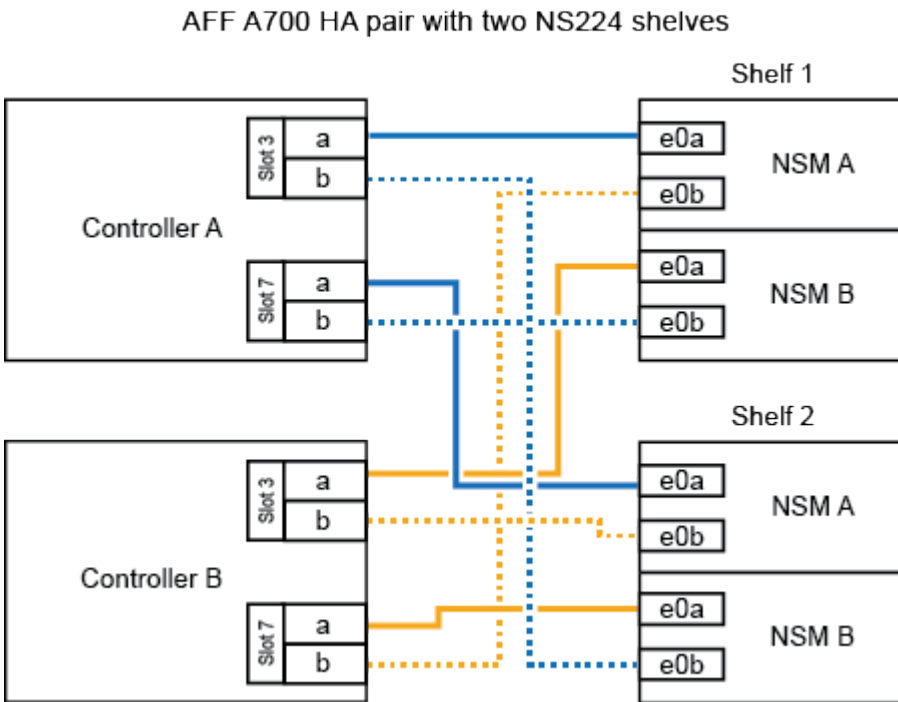 AFF A700 HA pair with two NS224 shelves
Shelf 1
Controller A
Slot 3
a
b
Slot 7
a
b
e0a
e0b
NSM A
e0a
e0b
NSM B
Shelf 2
Controller B
Slot 3
a
b
Slot 7
a
b
e0a
e0b
NSM A
e0a
e0b
NSM B